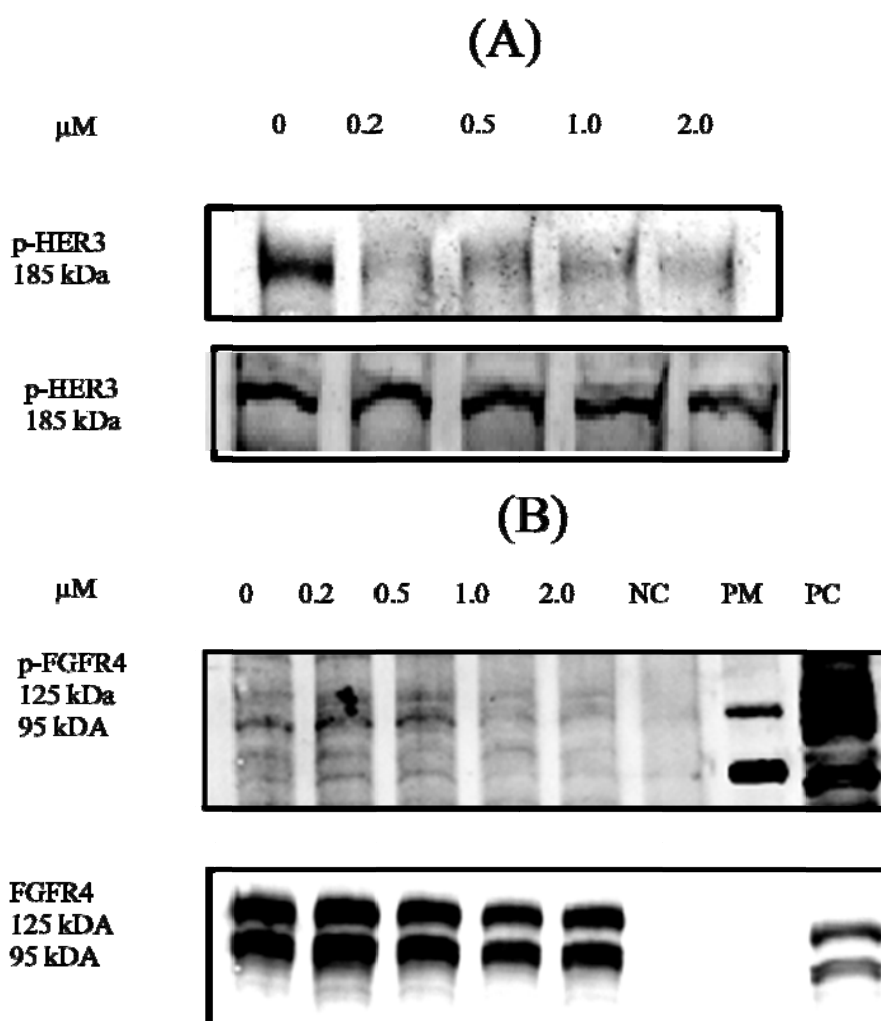 (A)
μM 0 0.2 0.5 1.0 2.0
p-HER3
185 kDa
p-HER3
185 kDa
(B)
μM 0 0.2 0.5 1.0 2.0 NC PM PC
p-FGFR4
125 kDa
95 kDA
FGFR4
125 kDA
95 kDA